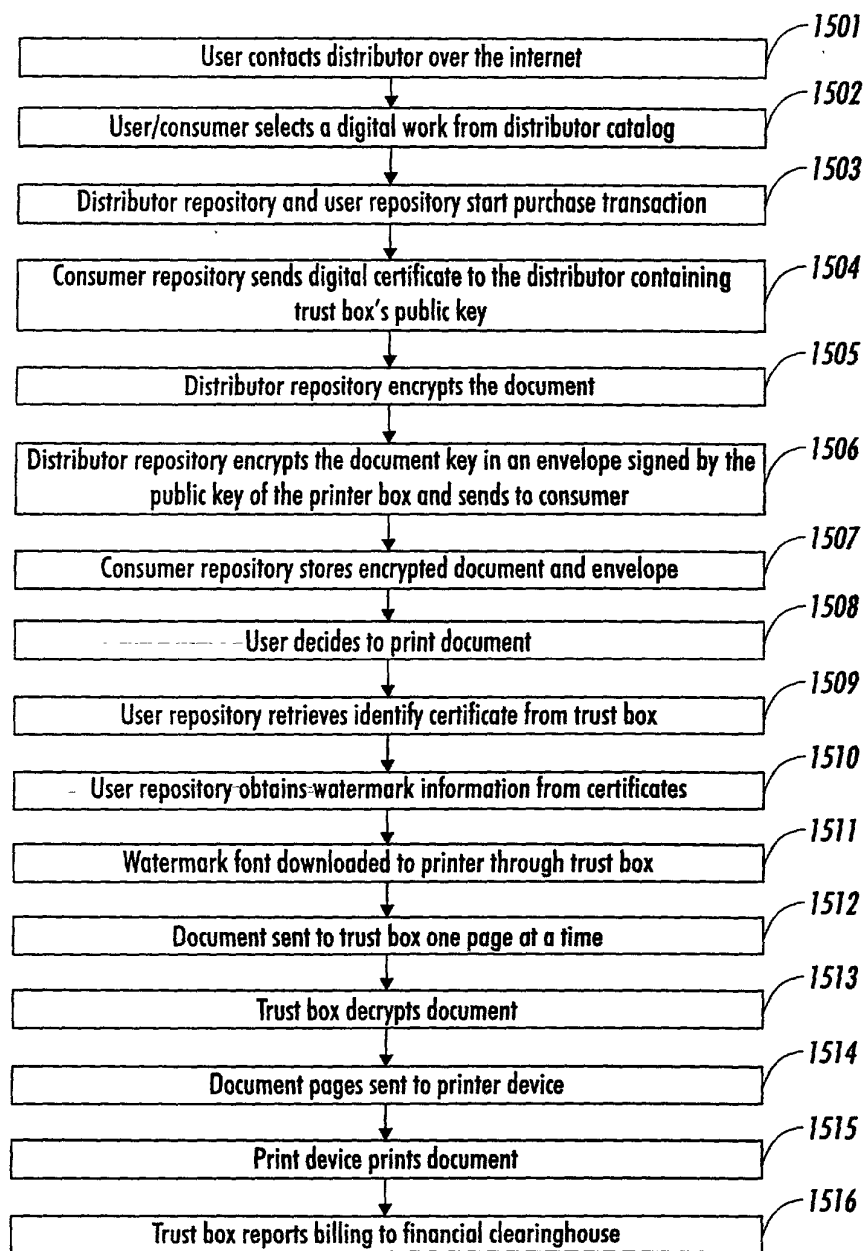 1501
User contacts distributor over the internet
1502
User/consumer selects a digital work from distributor catalog
1503
Distributor repository and user repository start purchase transaction
1504
Consumer repository sends digital certificate to the distributor containing
trust box's public key
1505
Distributor repository encrypts the document
1506
Distributor repository encrypts the document key in an envelope signed by the
public key of the printer box and sends to consumer
1507
Consumer repository stores encrypted document and envelope
1508
User decides to print document
1509
User repository retrieves identify certificate from trust box
1510
User repository obtains watermark information from certificates
1511
Watermark font downloaded to printer through trust box
1512
Document sent to trust box one page at a time
1513
Trust box decrypts document
1514
Document pages sent to printer device
1515
Print device prints document
1516
Trust box reports billing to financial clearinghouse